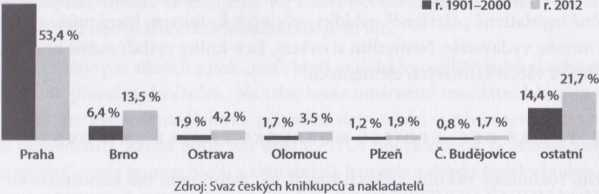 r. 1901–2000 r. 2012
53,4 %
6,4 % 13,5 %
1,9 % 4,2 %
1,7 % 3,5 %
1,2 % 1,9 %
0,8 % 1,7 %
14,4 % 21,7 %
Praha Brno Ostrava Olomouc Plzeň Č. Budějovice ostatní
Zdroj: Svaz českých knihkupců a nakladatelů